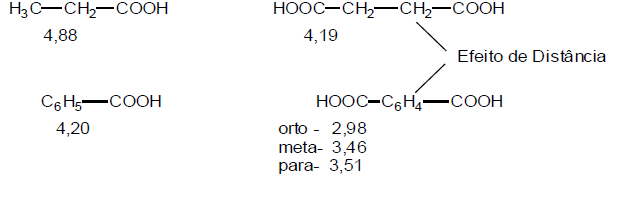 H₃C—CH₂—COOH HOOC—CH₂—CH₂—COOH
4,88 4,19
Efeito de Distância
C₆H₅—COOH HOOC—C₆H₄—COOH
4,20
orto - 2,98
meta- 3,46
para- 3,51